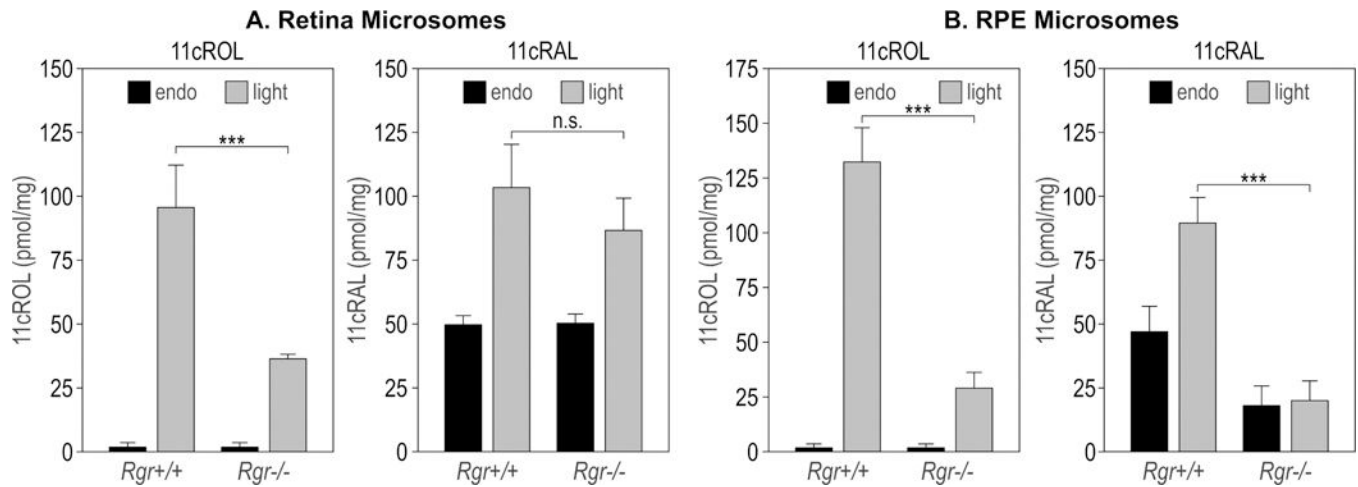 A. Retina Microsomes
B. RPE Microsomes
11cROL
150
125
100
75
50
25
0
11cROL (pmol/mg)
endo
light
***
Rgr+/+
Rgr-/-
11cRAL
150
125
100
75
50
25
0
11cRAL (pmol/mg)
endo
light
n.s.
Rgr+/+
Rgr-/-
11cROL
175
150
125
100
75
50
25
0
11cROL (pmol/mg)
endo
light
***
Rgr+/+
Rgr-/-
11cRAL
150
125
100
75
50
25
0
11cRAL (pmol/mg)
endo
light
***
Rgr+/+
Rgr-/-